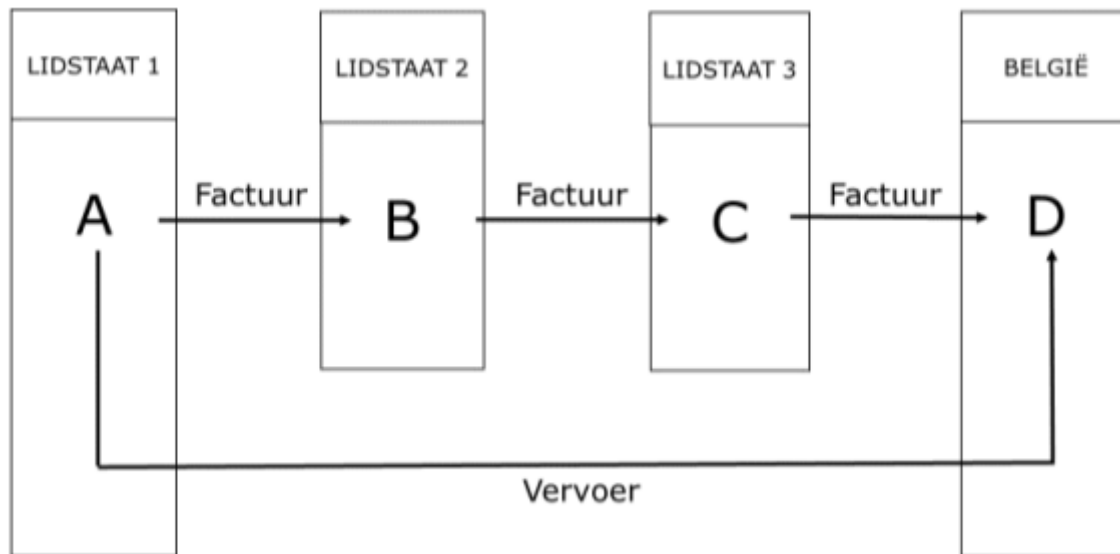 LIDSTAAT 1
LIDSTAAT 2
LIDSTAAT 3
BELGIË
A
Factuur
B
Factuur
C
Factuur
D
Vervoer